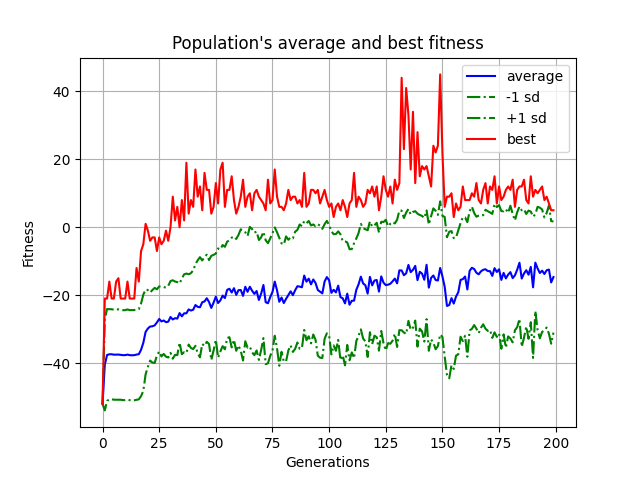 Population's average and best fitness
average
-1 sd
+1 sd
best
Fitness
40
20
0
−20
−40
0
25
50
75
100
125
150
175
200
Generations